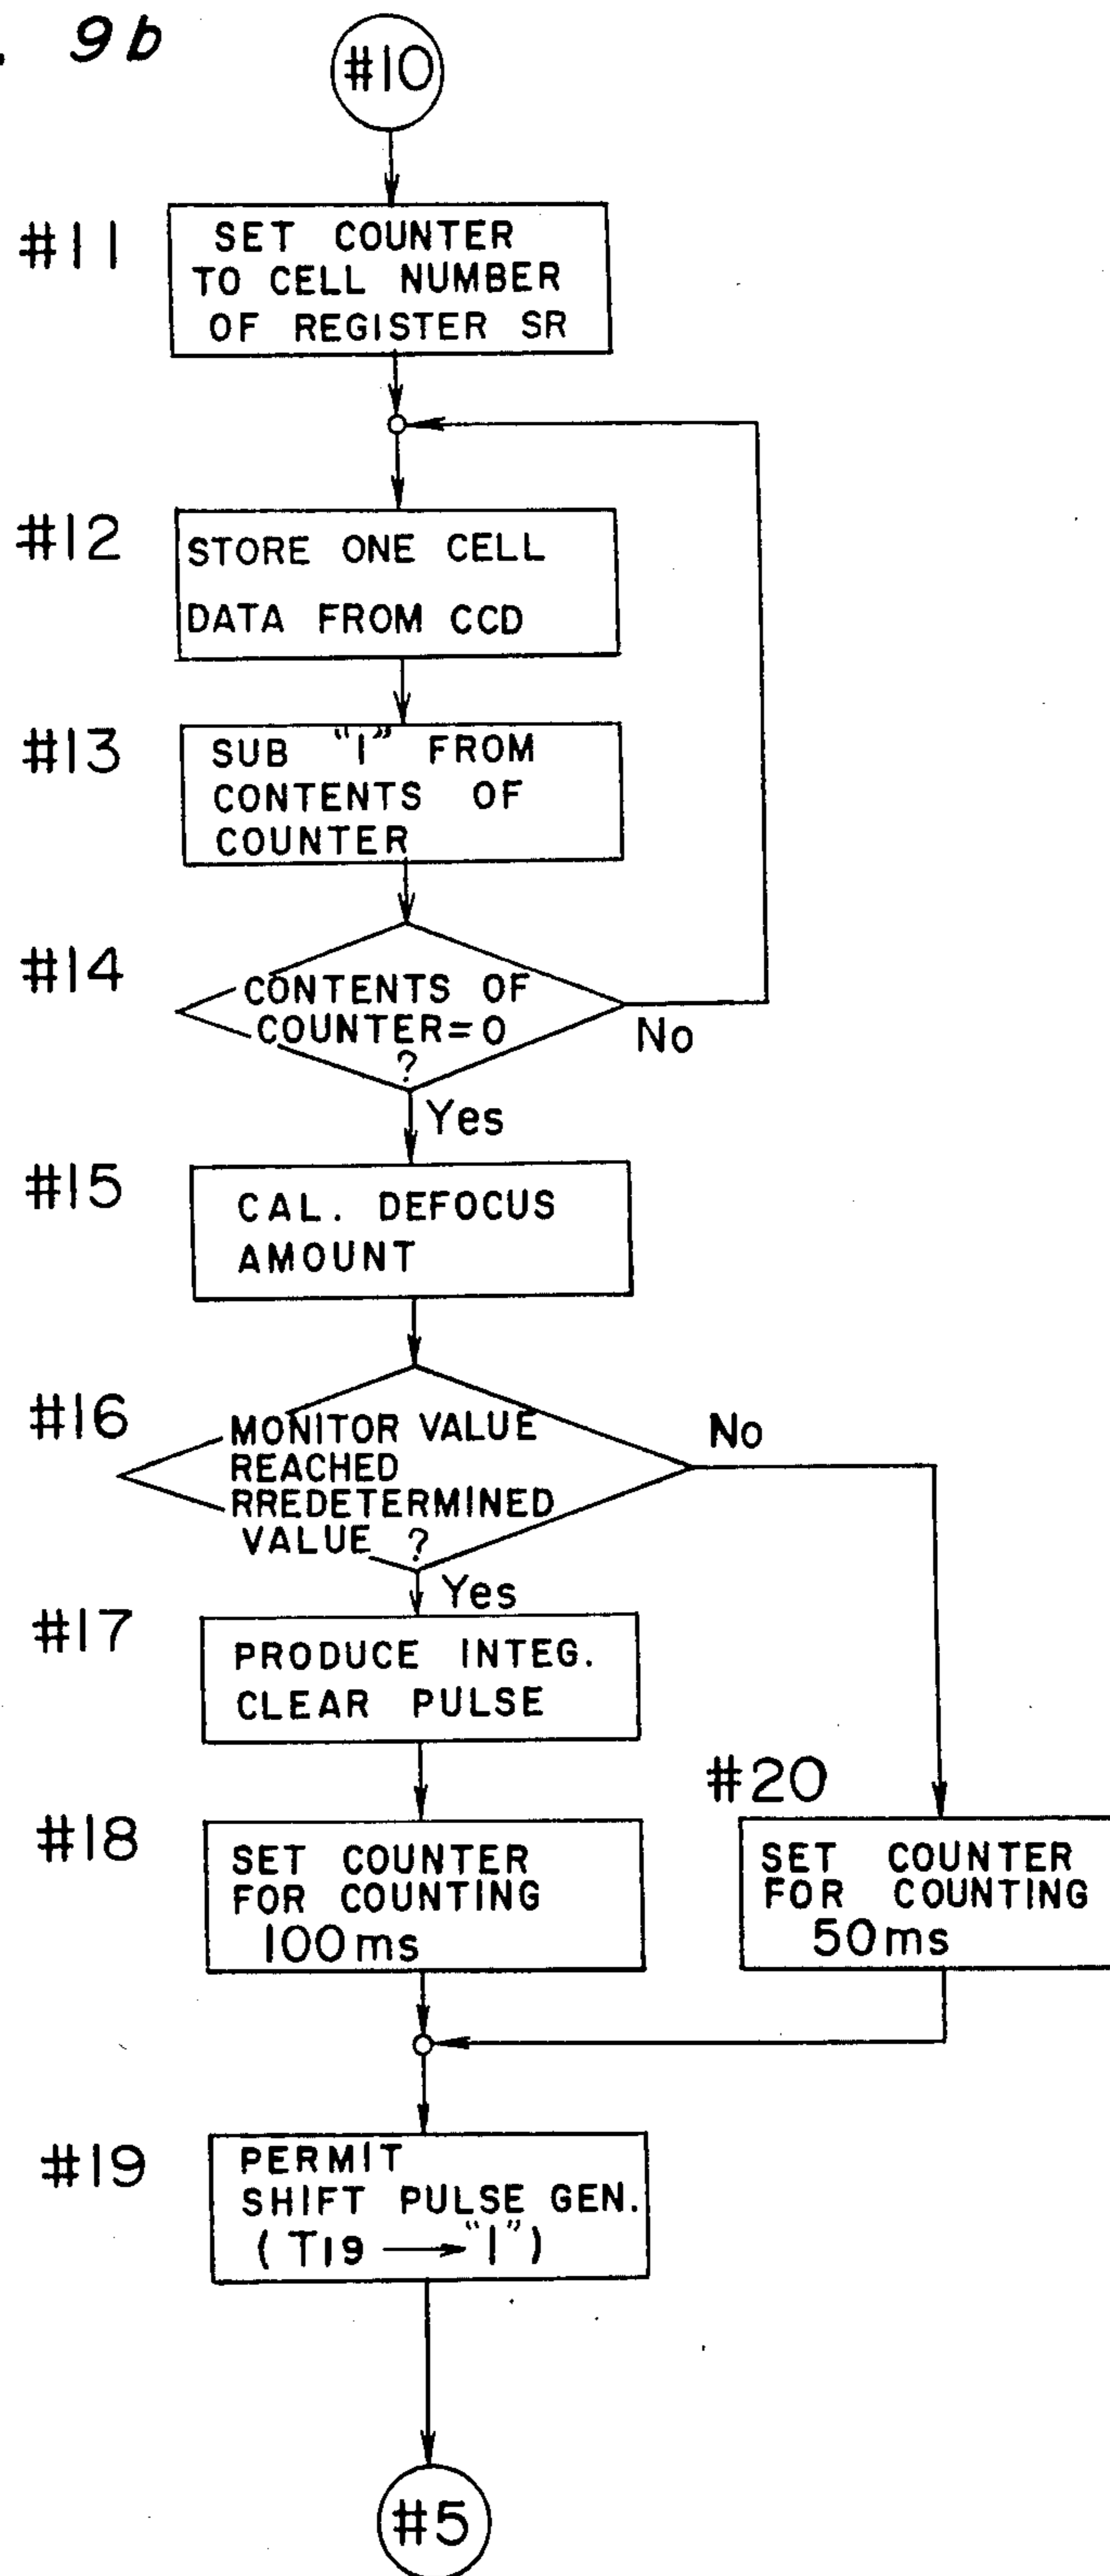 . 9b
#10
#11
SET COUNTER
TO CELL NUMBER
OF REGISTER SR
#12
STORE ONE CELL
DATA FROM CCD
#13
SUB "1" FROM
CONTENTS OF
COUNTER
#14
CONTENTS OF
COUNTER=0
?
No
Yes
#15
CAL. DEFOCUS
AMOUNT
#16
MONITOR VALUE
REACHED
RREDETERMINED
VALUE ?
No
Yes
#17
PRODUCE INTEG.
CLEAR PULSE
#18
SET COUNTER
FOR COUNTING
100ms
#20
SET COUNTER
FOR COUNTING
50ms
#19
PERMIT
SHIFT PULSE GEN.
(T19 → "1")
#5